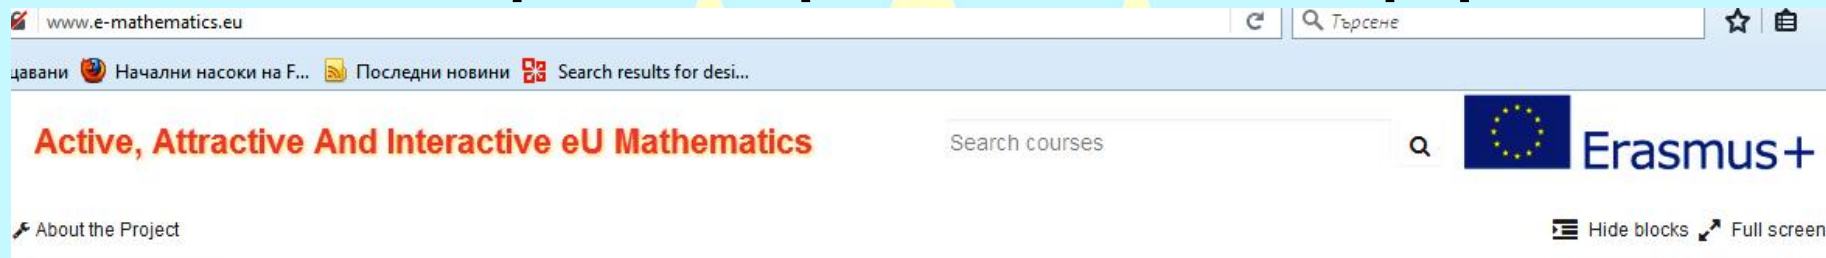 www.e-mathematics.eu
Търсене
щавани Начални насоки на F... Последни новини Search results for desi...
Active, Attractive And Interactive eU Mathematics
Search courses
Erasmus+
About the Project
Hide blocks Full screen